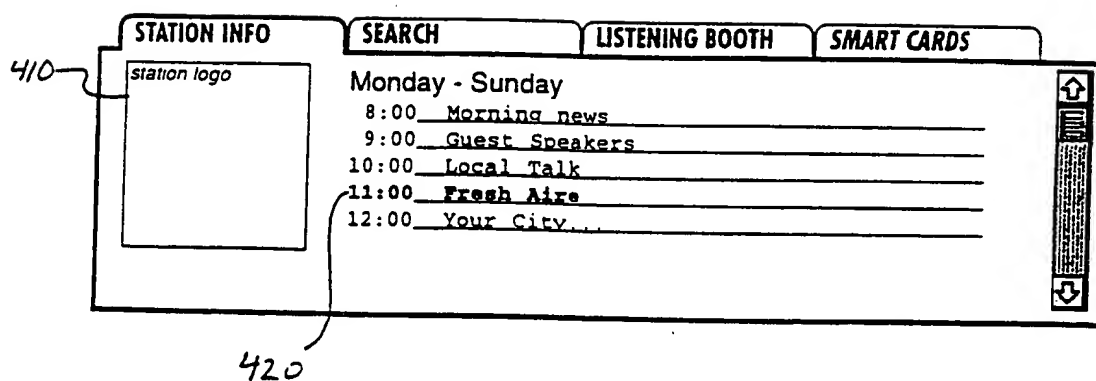 STATION INFO SEARCH LISTENING BOOTH SMART CARDS
410
station logo
Monday - Sunday
8:00 Morning news
9:00 Guest Speakers
10:00 Local Talk
11:00 Fresh Aire
12:00 Your City...
420